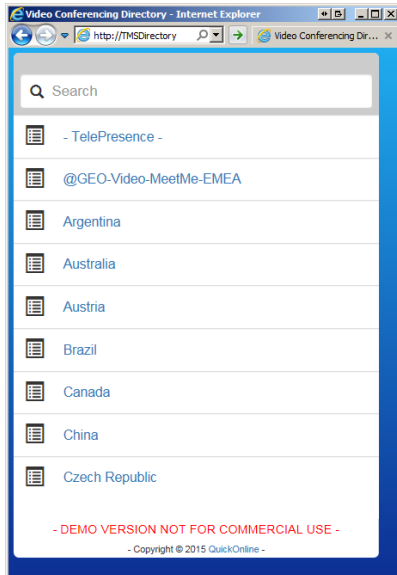 Video Conferencing Directory - Internet Explorer
http://TMSDirectory
Video Conferencing Dir...
Search
- TelePresence -
@GEO-Video-MeetMe-EMEA
Argentina
Australia
Austria
Brazil
Canada
China
Czech Republic
- DEMO VERSION NOT FOR COMMERCIAL USE -
- Copyright © 2015 QuickOnline -